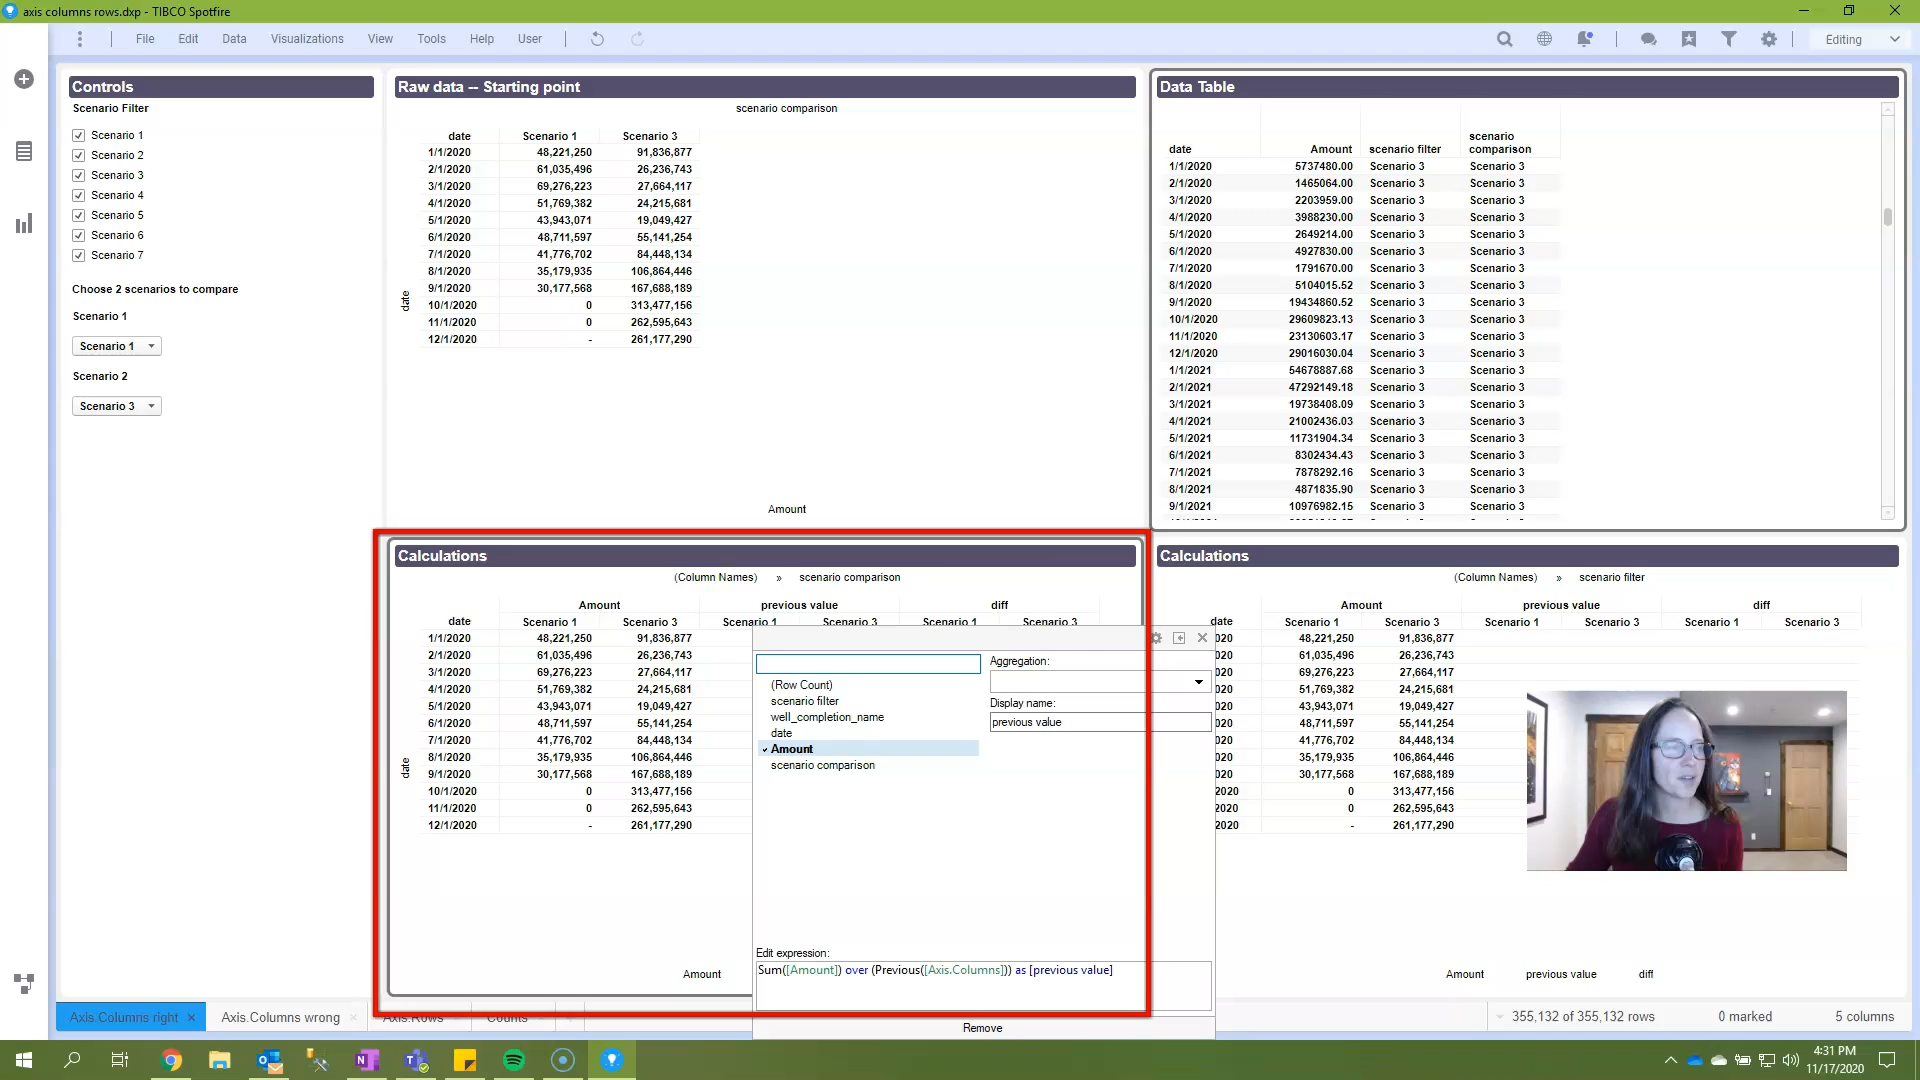 axis columns rows.dxp - TIBCO Spotfire
File Edit Data Visualizations View Tools Help User Editing
Controls
Scenario Filter
Scenario 1
Scenario 2
Scenario 3
Scenario 4
Scenario 5
Scenario 6
Scenario 7
Choose 2 scenarios to compare
Scenario 1
Scenario 1
Scenario 2
Scenario 3
Raw data -- Starting point
scenario comparison
date Scenario 1 Scenario 3
1/1/2020 48,221,250 91,836,877
2/1/2020 61,035,496 26,236,743
3/1/2020 69,276,223 27,664,117
4/1/2020 51,769,382 24,215,681
5/1/2020 43,943,071 19,049,427
6/1/2020 48,711,597 55,141,254
7/1/2020 41,776,702 84,448,134
8/1/2020 35,179,935 106,864,446
9/1/2020 30,177,568 167,688,189
10/1/2020 0 313,477,156
11/1/2020 0 262,595,643
12/1/2020 - 261,177,290
date
Amount
Data Table
scenario
date Amount scenario filter comparison
1/1/2020 5737480.00 Scenario 3 Scenario 3
2/1/2020 1465064.00 Scenario 3 Scenario 3
3/1/2020 2203959.00 Scenario 3 Scenario 3
4/1/2020 3988230.00 Scenario 3 Scenario 3
5/1/2020 2649214.00 Scenario 3 Scenario 3
6/1/2020 4927830.00 Scenario 3 Scenario 3
7/1/2020 1791670.00 Scenario 3 Scenario 3
8/1/2020 5104015.52 Scenario 3 Scenario 3
9/1/2020 19434860.52 Scenario 3 Scenario 3
10/1/2020 29609823.13 Scenario 3 Scenario 3
11/1/2020 23130603.17 Scenario 3 Scenario 3
12/1/2020 29016030.04 Scenario 3 Scenario 3
1/1/2021 54678887.68 Scenario 3 Scenario 3
2/1/2021 47292149.18 Scenario 3 Scenario 3
3/1/2021 19738408.09 Scenario 3 Scenario 3
4/1/2021 21002436.03 Scenario 3 Scenario 3
5/1/2021 11731904.34 Scenario 3 Scenario 3
6/1/2021 8302434.43 Scenario 3 Scenario 3
7/1/2021 7878292.16 Scenario 3 Scenario 3
8/1/2021 4871835.90 Scenario 3 Scenario 3
9/1/2021 10976982.15 Scenario 3 Scenario 3
Calculations
(Column Names) » scenario comparison
Amount previous value diff
date Scenario 1 Scenario 3 Scenario 1 Scenario 3 Scenario 1 Scenario 3
1/1/2020 48,221,250 91,836,877
2/1/2020 61,035,496 26,236,743
3/1/2020 69,276,223 27,664,117
4/1/2020 51,769,382 24,215,681
5/1/2020 43,943,071 19,049,427
6/1/2020 48,711,597 55,141,254
7/1/2020 41,776,702 84,448,134
8/1/2020 35,179,935 106,864,446
9/1/2020 30,177,568 167,688,189
10/1/2020 0 313,477,156
11/1/2020 0 262,595,643
12/1/2020 - 261,177,290
date
Amount
(Row Count)
scenario filter
well_completion_name
date
Amount
scenario comparison
Aggregation:
Display name:
previous value
Edit expression:
Sum([Amount]) over (Previous([Axis.Columns])) as [previous value]
Remove
Calculations
(Column Names) » scenario filter
Amount previous value diff
date Scenario 1 Scenario 3 Scenario 1 Scenario 3 Scenario 1 Scenario 3
020 48,221,250 91,836,877
020 61,035,496 26,236,743
020 69,276,223 27,664,117
020 51,769,382 24,215,681
020 43,943,071 19,049,427
020 48,711,597 55,141,254
020 41,776,702 84,448,134
020 35,179,935 106,864,446
020 30,177,568 167,688,189
2020 0 313,477,156
2020 0 262,595,643
2020 - 261,177,290
Amount previous value diff
Axis.Columns right Axis.Columns wrong Axis.Rows Counts
355,132 of 355,132 rows 0 marked 5 columns
4:31 PM
11/17/2020